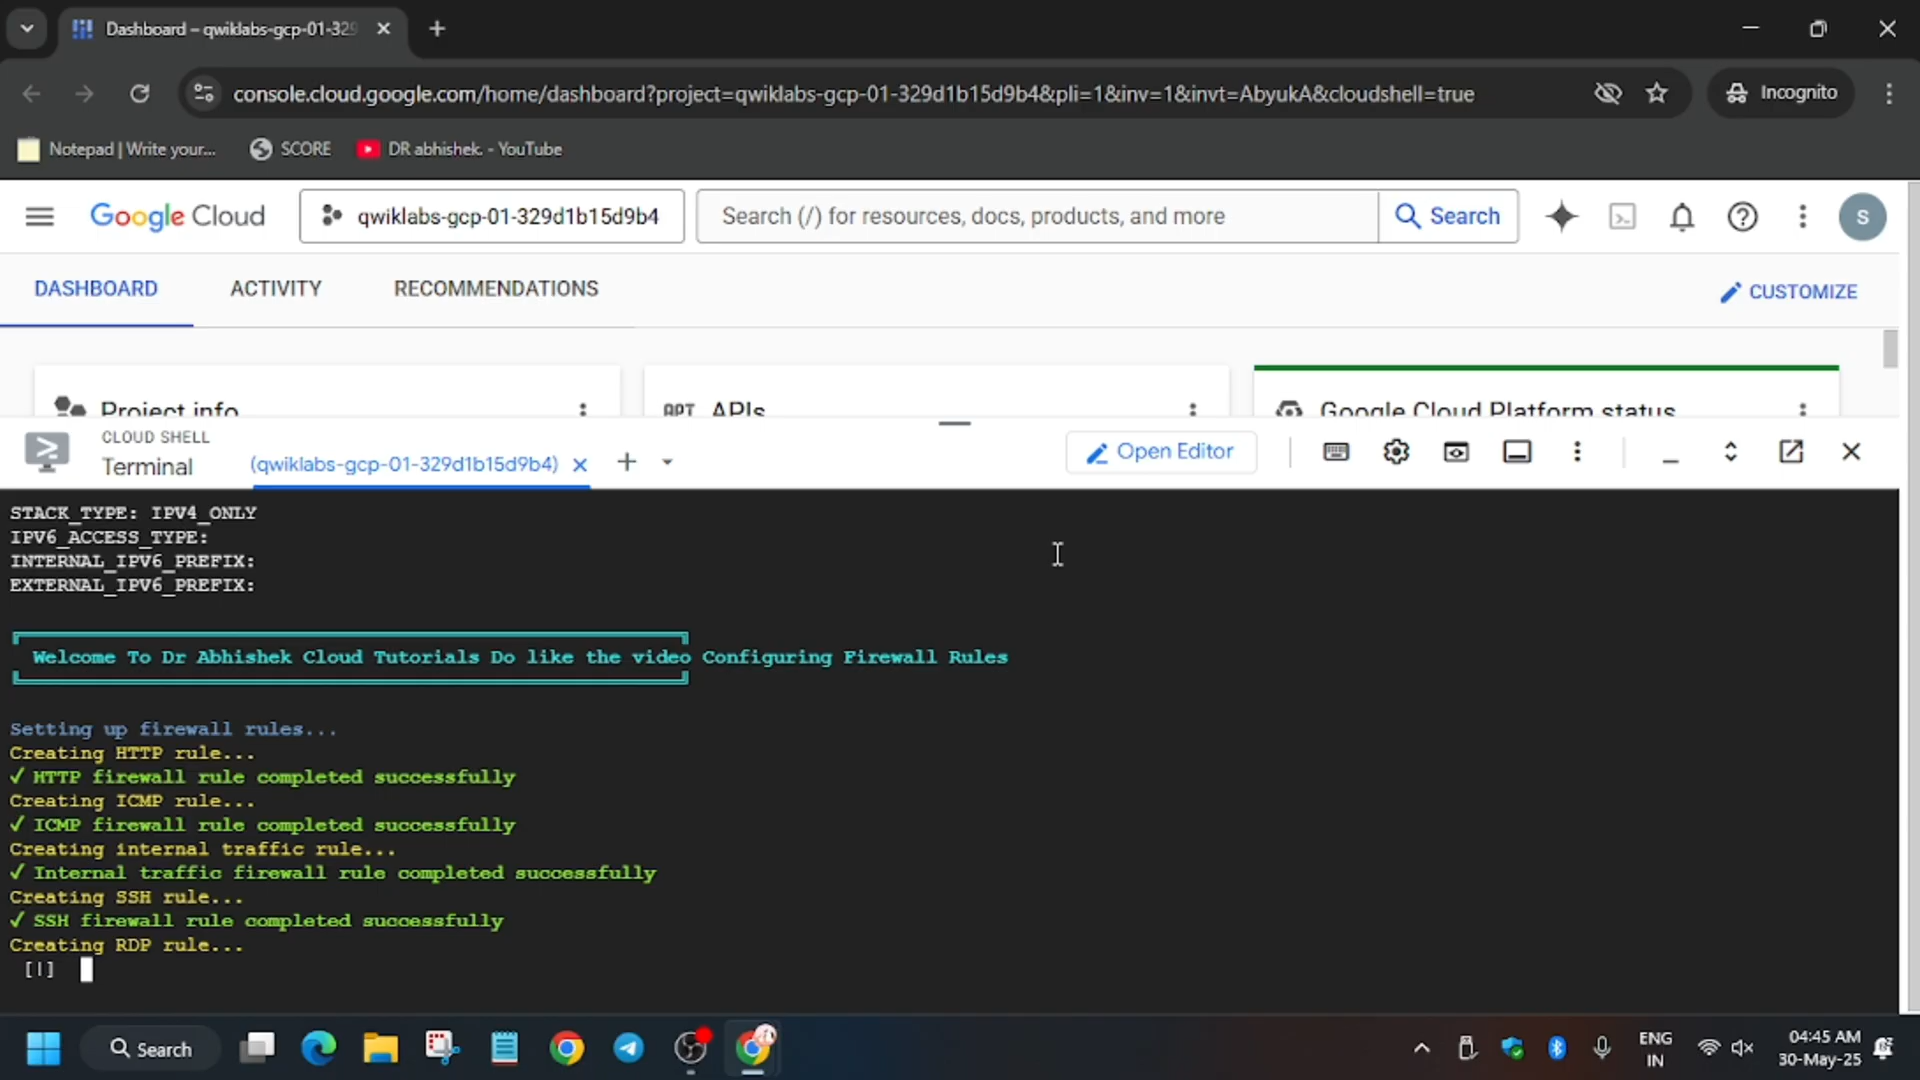 Dashboard – qwiklabs-gcp-01-329
console.cloud.google.com/home/dashboard?project=qwiklabs-gcp-01-329d1b15d9b4&pli=1&inv=1&invt=AbyukA&cloudshell=true
Incognito
Notepad | Write your...
SCORE
DR abhishek. - YouTube
Google Cloud
qwiklabs-gcp-01-329d1b15d9b4
Search (/) for resources, docs, products, and more
Search
S
DASHBOARD
ACTIVITY
RECOMMENDATIONS
CUSTOMIZE
Project info
API APIs
Google Cloud Platform status
CLOUD SHELL
Terminal
(qwiklabs-gcp-01-329d1b15d9b4)
Open Editor
STACK_TYPE: IPV4_ONLY
IPV6_ACCESS_TYPE:
INTERNAL_IPV6_PREFIX:
EXTERNAL_IPV6_PREFIX:
Welcome To Dr Abhishek Cloud Tutorials Do like the video Configuring Firewall Rules
Setting up firewall rules...
Creating HTTP rule...
✓ HTTP firewall rule completed successfully
Creating ICMP rule...
✓ ICMP firewall rule completed successfully
Creating internal traffic rule...
✓ Internal traffic firewall rule completed successfully
Creating SSH rule...
✓ SSH firewall rule completed successfully
Creating RDP rule...
[|]
Search
ENG
IN
04:45 AM
30-May-25